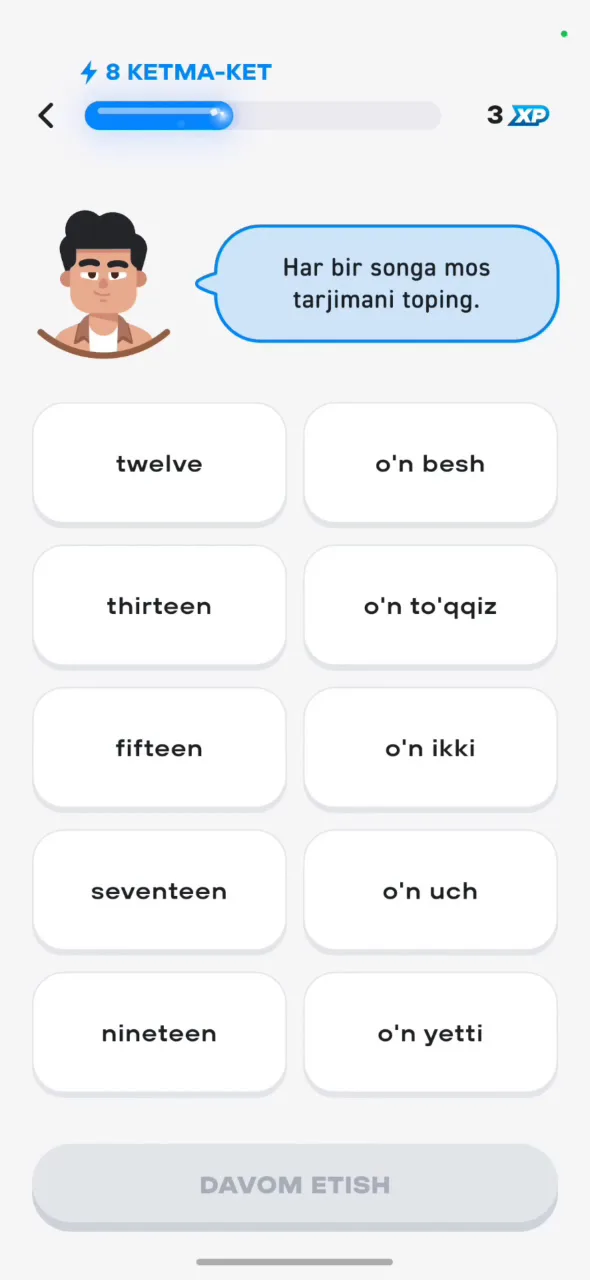 8 KETMA-KET
3 XP
Har bir songa mos
tarjimani toping.
twelve
o'n besh
thirteen
o'n to'qqiz
fifteen
o'n ikki
seventeen
o'n uch
nineteen
o'n yetti
DAVOM ETISH